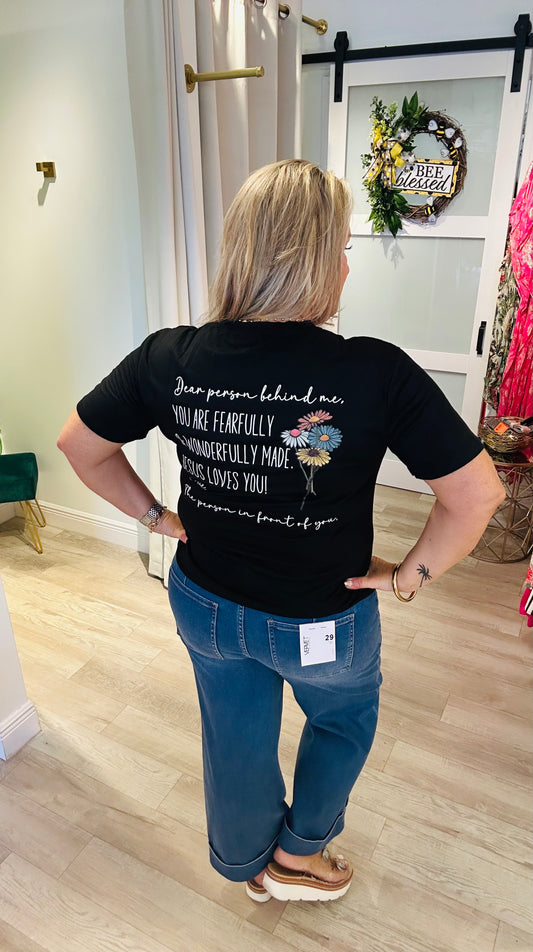 BEE
blessed
Dear person behind me,
YOU ARE FEARFULLY
& WONDERFULLY MADE.
JESUS LOVES YOU!
The person in front of you.
29